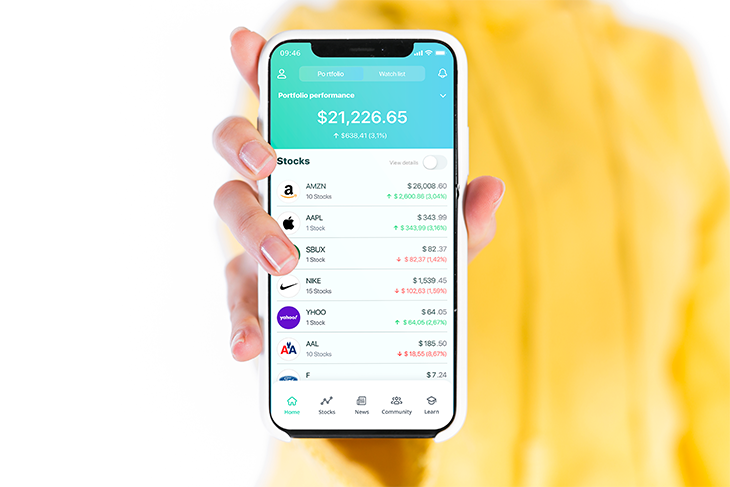 09:46
Portfolio Watchlist
Portfolio performance
$21,226.65
↑ $638,41 (3,1%)
Stocks View details
AMZN $26,008.60
10 Stocks ↑ $2,600,86 (3,04%)
AAPL $343.99
1 Stock ↑ $343,99 (3,16%)
SBUX $82.37
1 Stock ↓ $82,37 (1,42%)
NIKE $1,539.45
15 Stocks ↓ $102,63 (1,59%)
yahoo! YHOO $64.05
1 Stock ↑ $64,05 (2,67%)
AAL $185.50
10 Stocks ↓ $18,55 (8,67%)
F $7.24
Home Stocks News Community Learn